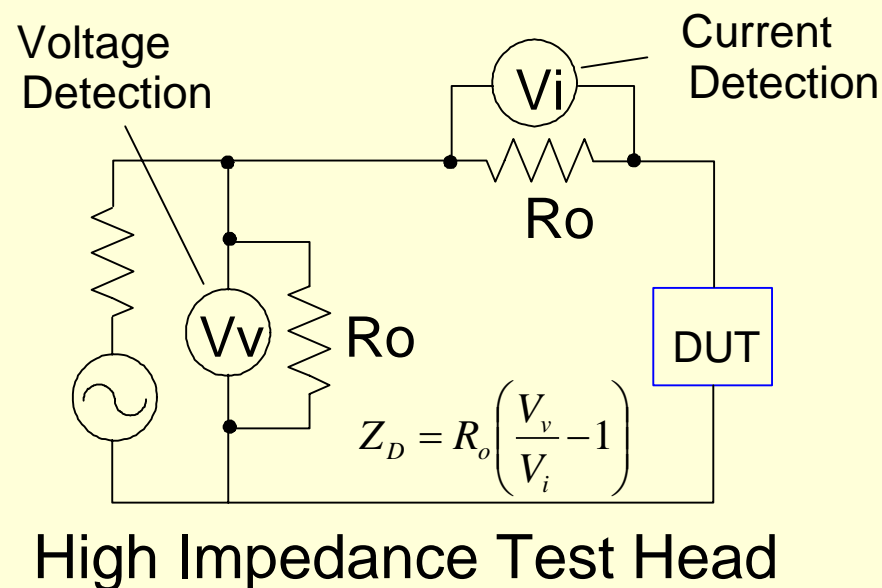 Voltage
Detection
Current
Detection
Vi
Ro
Vv
Ro
DUT
Z_D = R_o(V_v/V_i − 1)
High Impedance Test Head